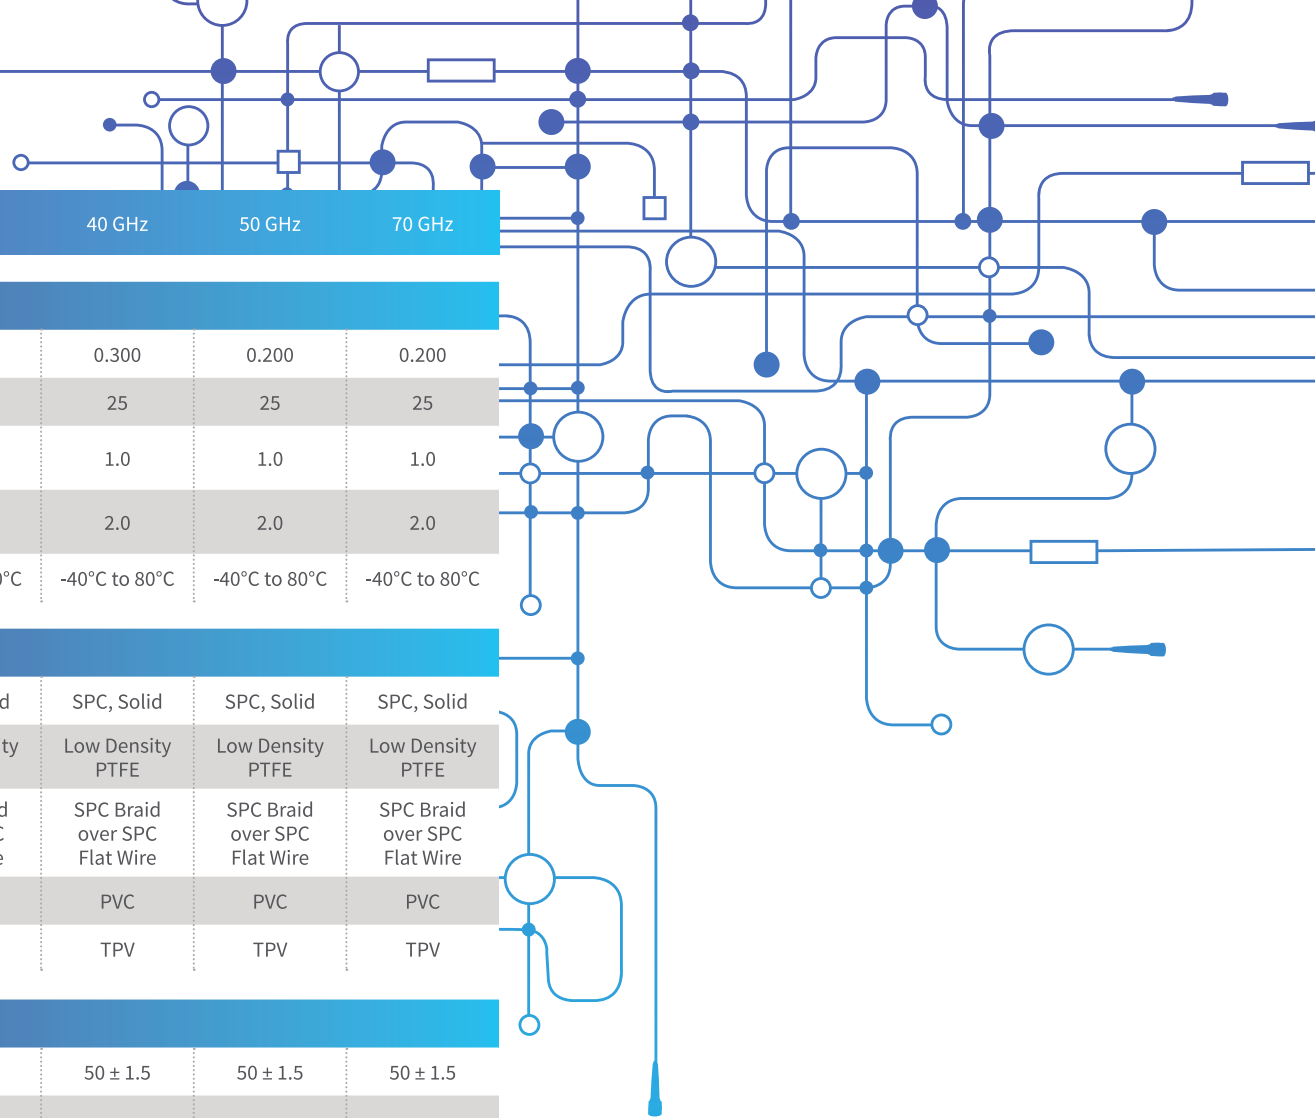 40 GHz 50 GHz 70 GHz
0.300 0.200 0.200
25 25 25
1.0 1.0 1.0
2.0 2.0 2.0
°C -40°C to 80°C -40°C to 80°C -40°C to 80°C
d SPC, Solid SPC, Solid SPC, Solid
ty Low Density Low Density Low Density
PTFE PTFE PTFE
d SPC Braid SPC Braid SPC Braid
over SPC over SPC over SPC
e Flat Wire Flat Wire Flat Wire
PVC PVC PVC
TPV TPV TPV
50 ± 1.5 50 ± 1.5 50 ± 1.5